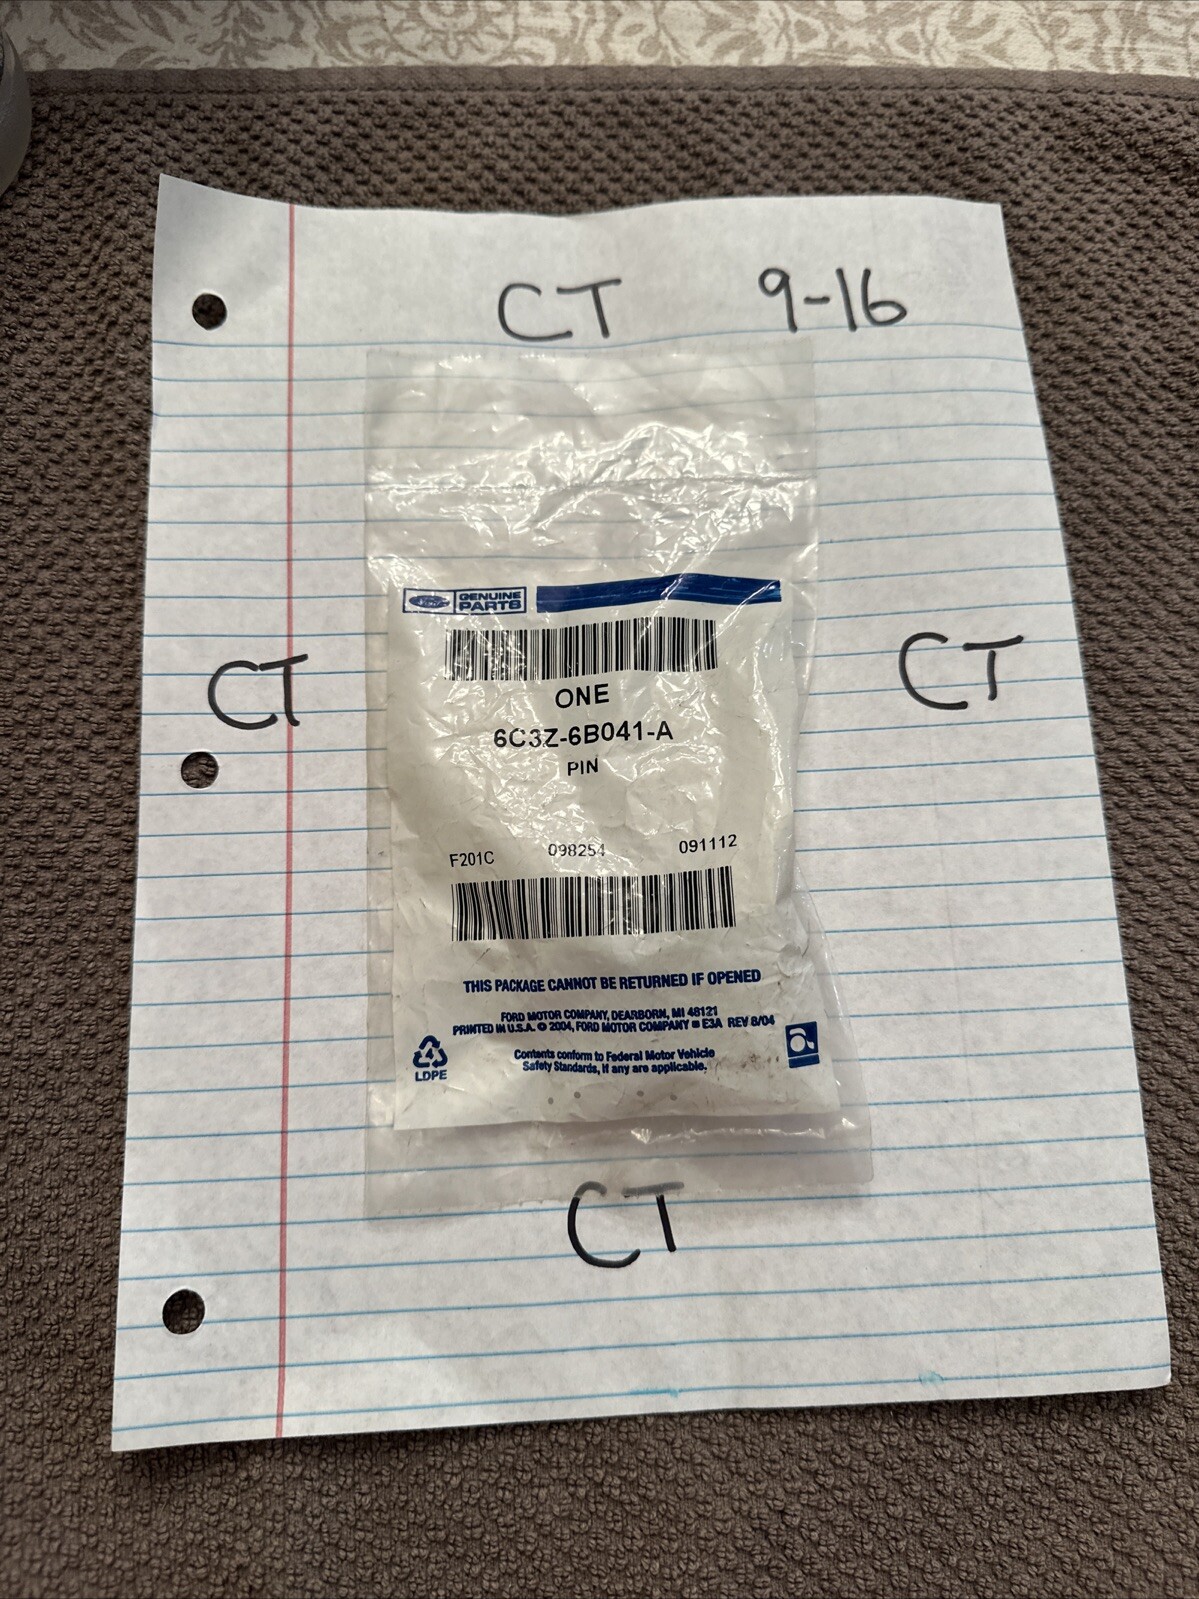 CT 9-16
Ford GENUINE PARTS
ONE
6C3Z-6B041-A
PIN
CT
CT
F201C 098254 091112
THIS PACKAGE CANNOT BE RETURNED IF OPENED
FORD MOTOR COMPANY, DEARBORN, MI 48121
PRINTED IN U.S.A. © 2004, FORD MOTOR COMPANY E3A REV 8/04
Contents conform to Federal Motor Vehicle
Safety Standards, if any are applicable.
4
LDPE
CT